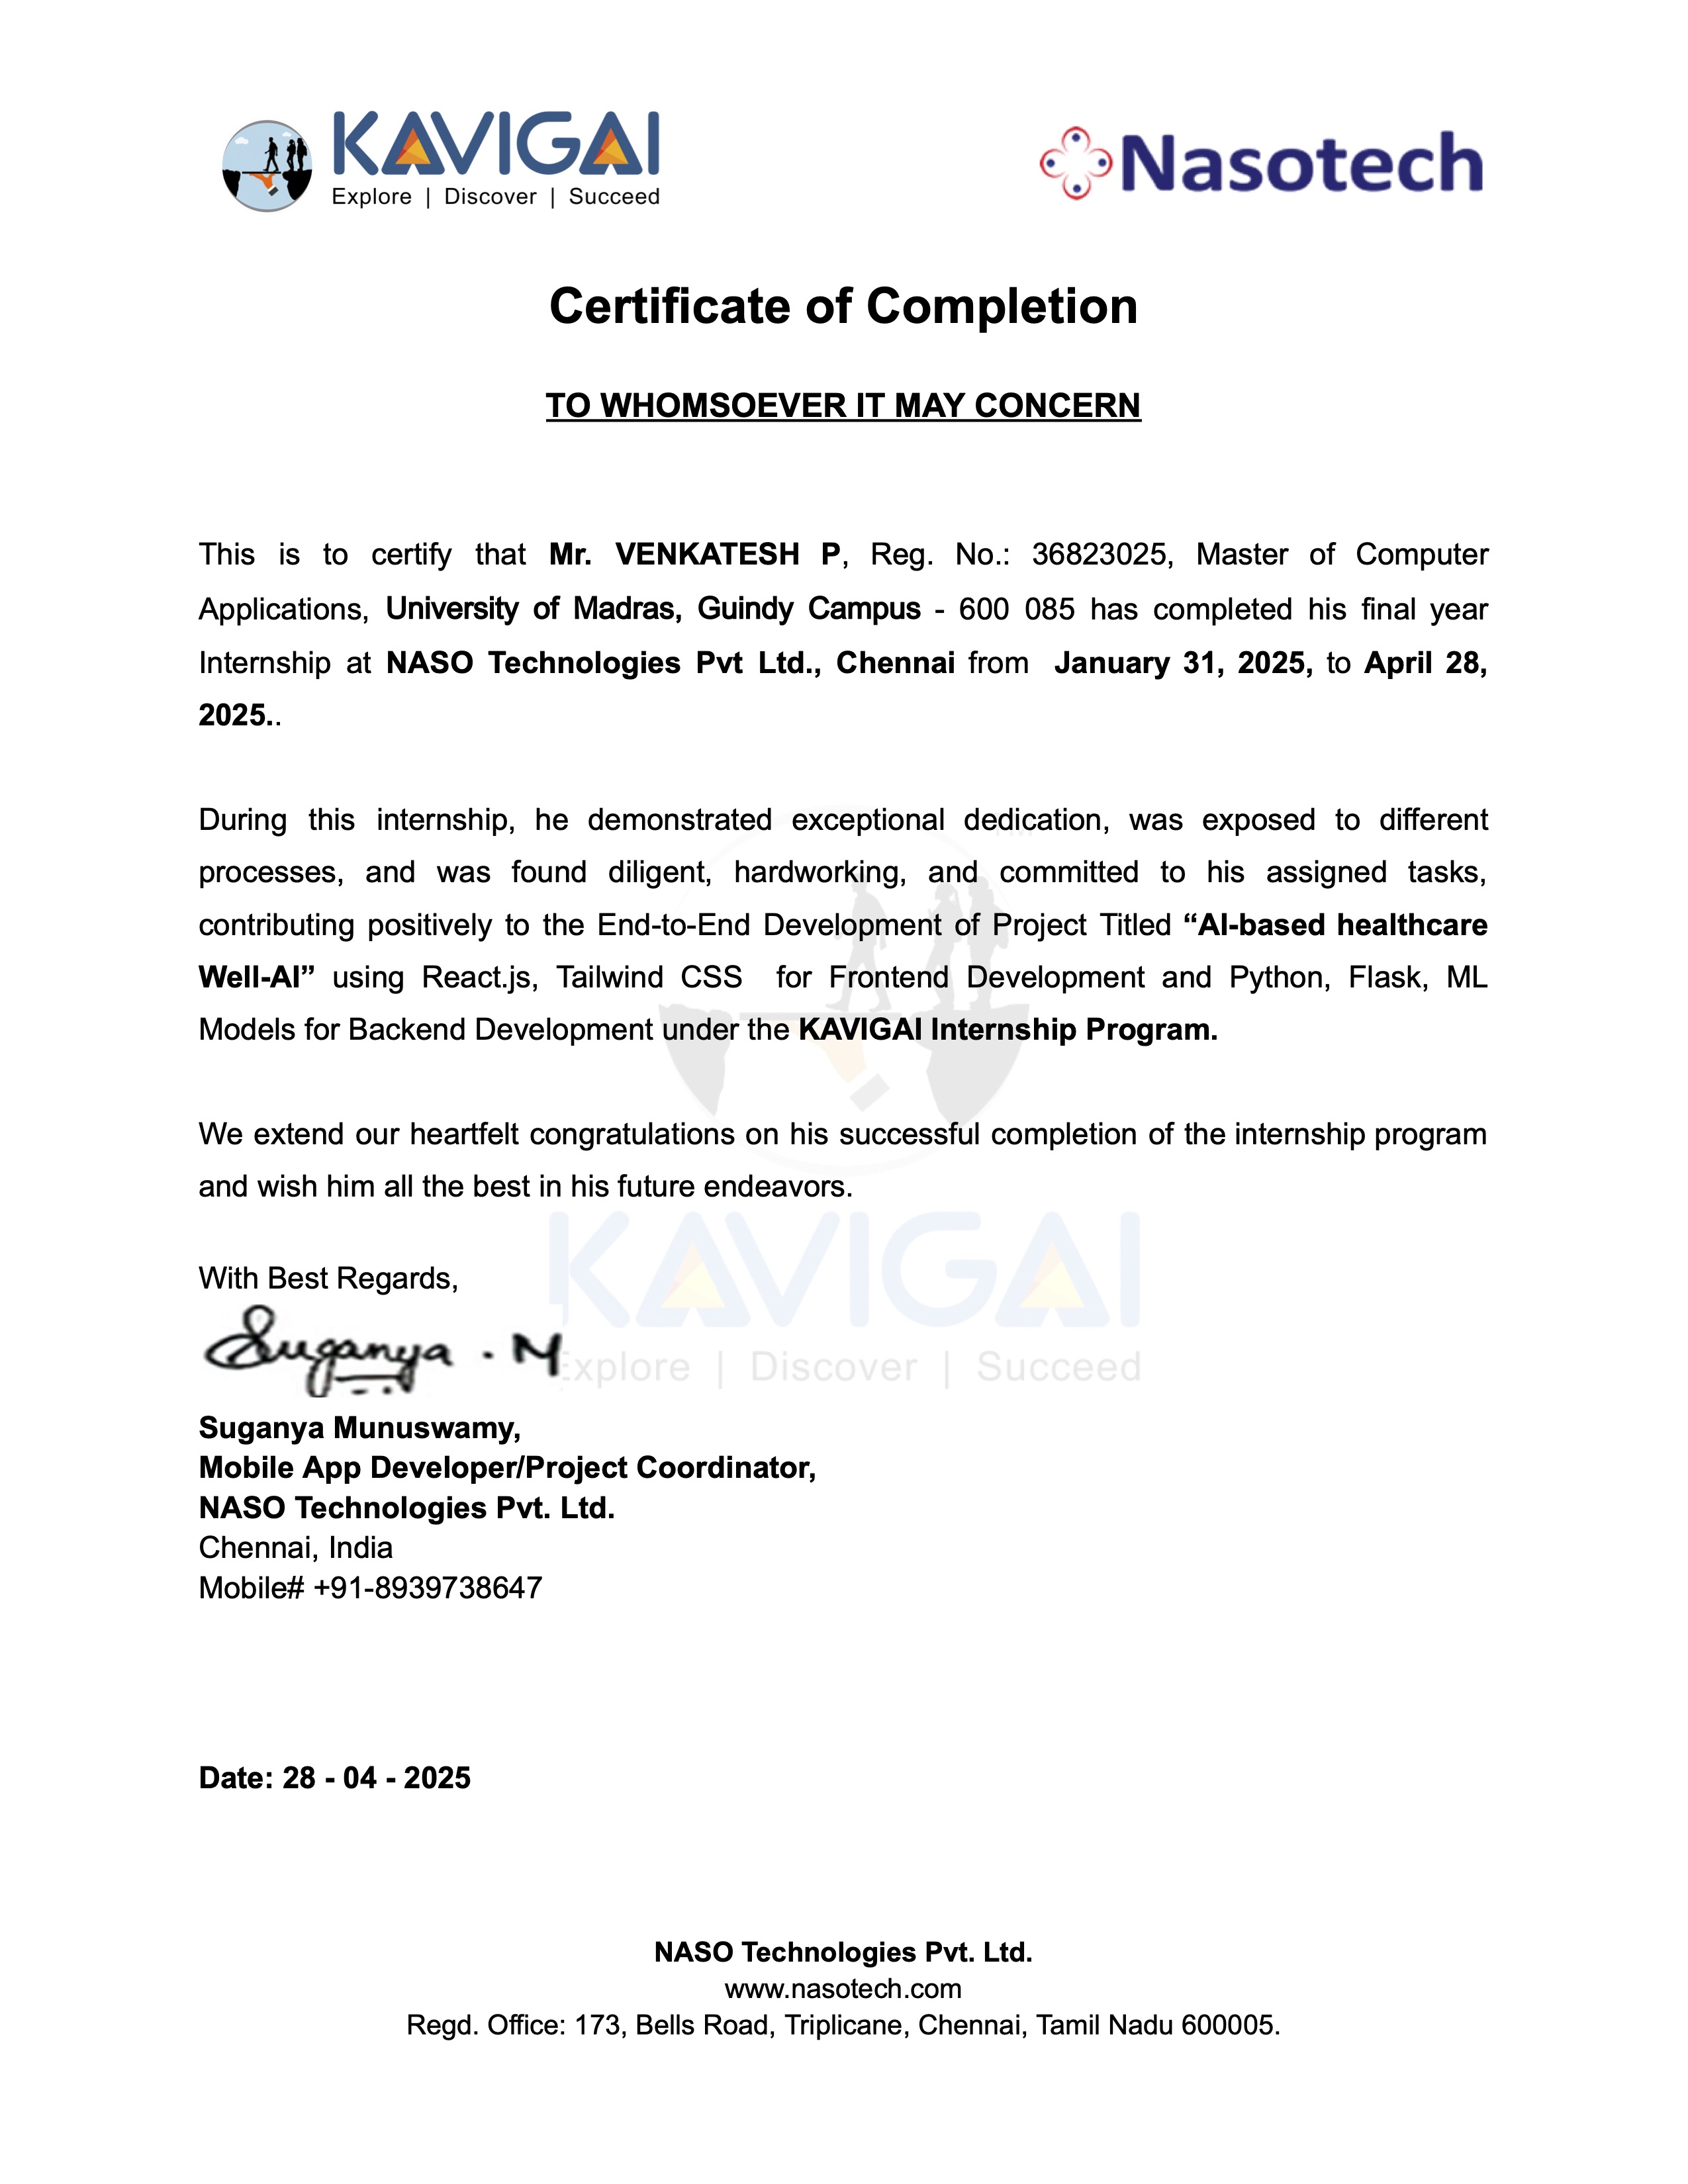 KAVIGAI
Explore | Discover | Succeed
Nasotech
Certificate of Completion
TO WHOMSOEVER IT MAY CONCERN
This is to certify that Mr. VENKATESH P, Reg. No.: 36823025, Master of Computer
Applications, University of Madras, Guindy Campus - 600 085 has completed his final year
Internship at NASO Technologies Pvt Ltd., Chennai from January 31, 2025, to April 28,
2025..
During this internship, he demonstrated exceptional dedication, was exposed to different
processes, and was found diligent, hardworking, and committed to his assigned tasks,
contributing positively to the End-to-End Development of Project Titled “AI-based healthcare
Well-AI” using React.js, Tailwind CSS for Frontend Development and Python, Flask, ML
Models for Backend Development under the KAVIGAI Internship Program.
We extend our heartfelt congratulations on his successful completion of the internship program
and wish him all the best in his future endeavors.
KAVIGAI
With Best Regards,
Suganya . M
xplore | Discover | Succeed
Suganya Munuswamy,
Mobile App Developer/Project Coordinator,
NASO Technologies Pvt. Ltd.
Chennai, India
Mobile# +91-8939738647
Date: 28 - 04 - 2025
NASO Technologies Pvt. Ltd.
www.nasotech.com
Regd. Office: 173, Bells Road, Triplicane, Chennai, Tamil Nadu 600005.